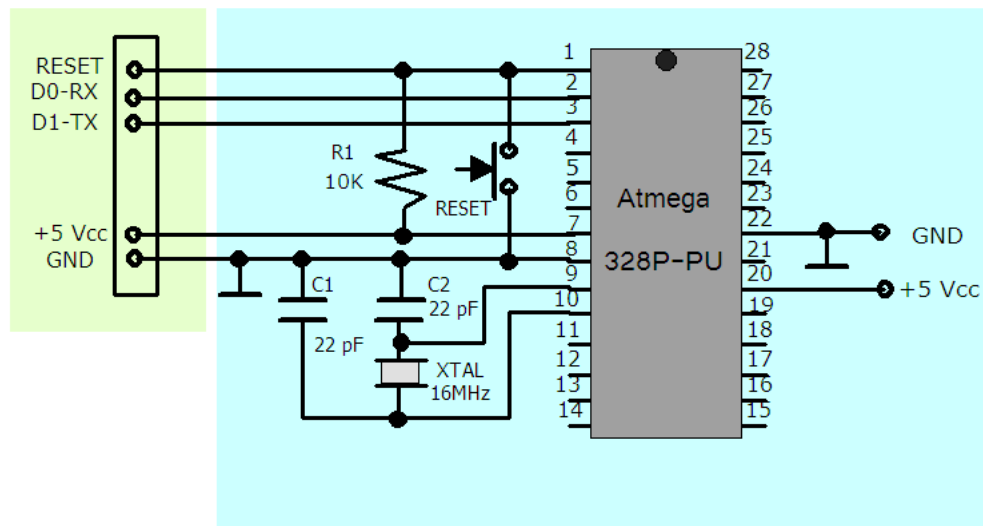 RESET
D0-RX
D1-TX
+5 Vcc
GND
R1
10K
RESET
C1
22 pF
C2
22 pF
XTAL
16MHz
1
2
3
4
5
6
7
8
9
10
11
12
13
14
Atmega
328P-PU
28
27
26
25
24
23
22
21
20
19
18
17
16
15
GND
+5 Vcc